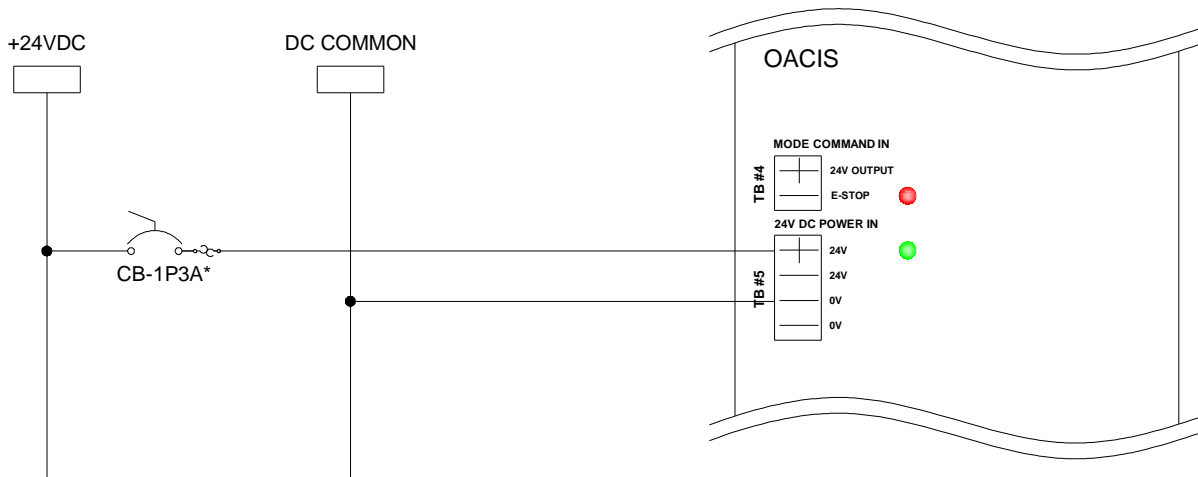 +24VDC
DC COMMON
OACIS
MODE COMMAND IN
TB #4
24V OUTPUT
E-STOP
24V DC POWER IN
TB #5
24V
24V
0V
0V
CB-1P3A*